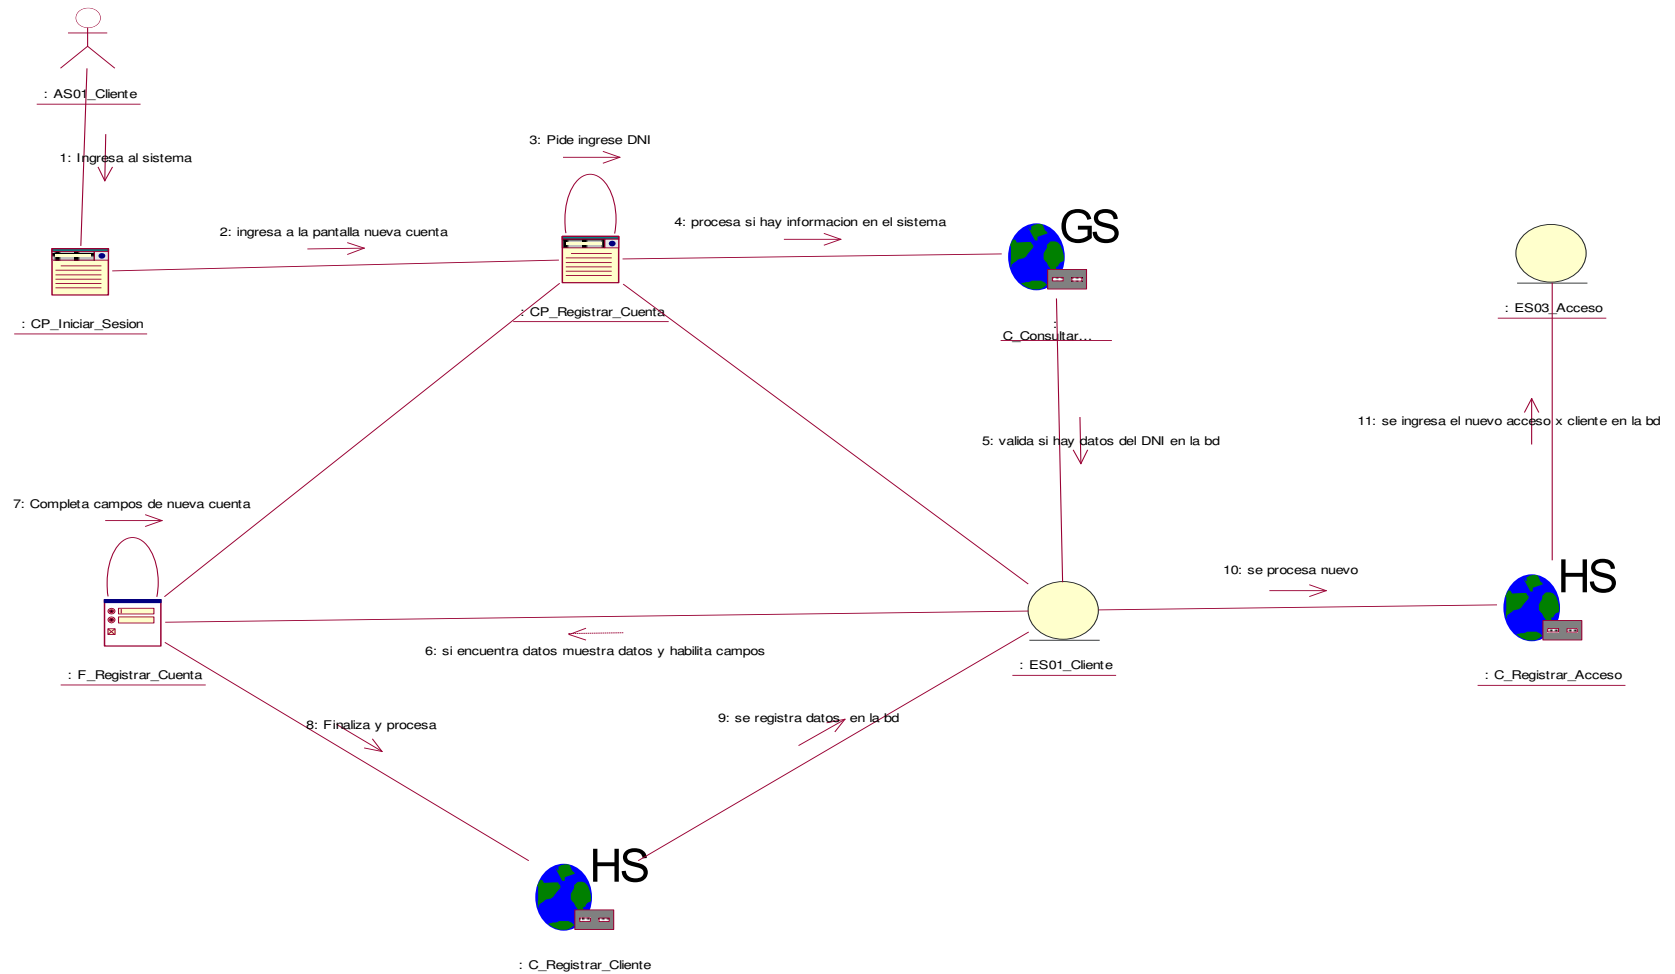 : AS01_Cliente
1: Ingresa al sistema
3: Pide ingrese DNI
2: ingresa a la pantalla nueva cuenta
4: procesa si hay informacion en el sistema
GS
: CP_Iniciar_Sesion
: CP_Registrar_Cuenta
:
C_Consultar...
: ES03_Acceso
11: se ingresa el nuevo acceso x cliente en la bd
5: valida si hay datos del DNI en la bd
7: Completa campos de nueva cuenta
10: se procesa nuevo
HS
6: si encuentra datos muestra datos y habilita campos
: ES01_Cliente
: F_Registrar_Cuenta
: C_Registrar_Acceso
8: Finaliza y procesa
9: se registra datos  en la bd
HS
: C_Registrar_Cliente